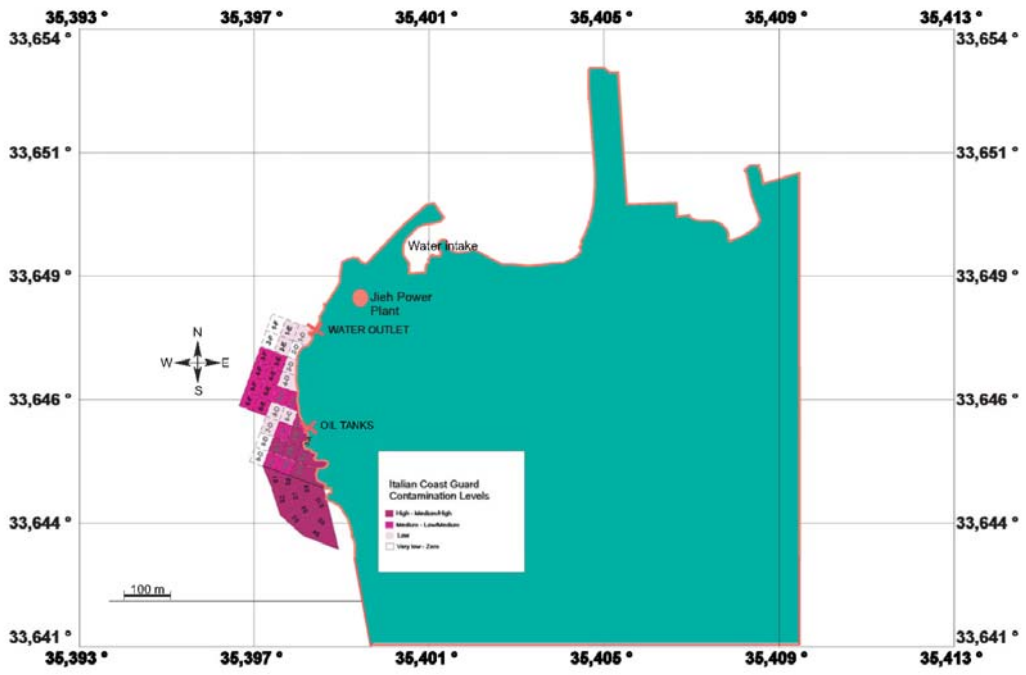 35,393 ° 35,397 ° 35,401 ° 35,405 ° 35,409 ° 35,413 °
33,654 ° 33,654 °
33,651 ° 33,651 °
Water intake
33,649 ° 33,649 °
Jieh Power
Plant
WATER OUTLET
N
W E
S
33,646 ° 33,646 °
OIL TANKS
Italian Coast Guard
Contamination Levels
High - Medium/High
Medium - Low/Medium
Low
Very low - Zero
33,644 ° 33,644 °
100 m
33,641 ° 33,641 °
35,393 ° 35,397 ° 35,401 ° 35,405 ° 35,409 ° 35,413 °